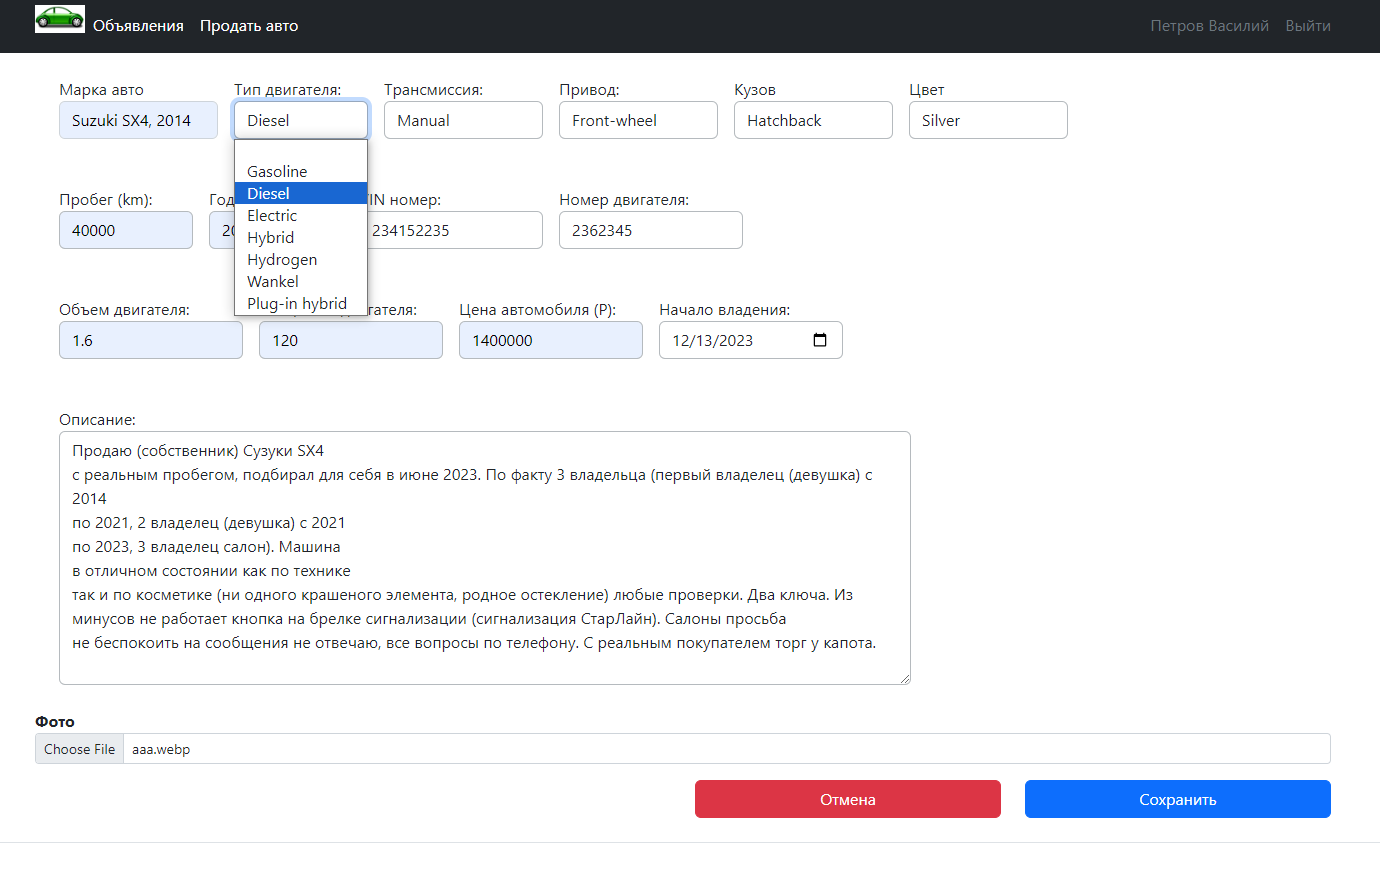 Объявления Продать авто Петров Василий Выйти
Марка авто Тип двигателя: Трансмиссия: Привод: Кузов Цвет
Suzuki SX4, 2014 Diesel Manual Front-wheel Hatchback Silver
Gasoline
Diesel
Electric
Hybrid
Hydrogen
Wankel
Plug-in hybrid
Пробег (km): номер: Номер двигателя:
40000 234152235 2362345
Объем двигателя: Цена автомобиля (Р): Начало владения:
1.6 120 1400000 12/13/2023
Описание:
Продаю (собственник) Сузуки SX4
с реальным пробегом, подбирал для себя в июне 2023. По факту 3 владельца (первый владелец (девушка) с
2014
по 2021, 2 владелец (девушка) с 2021
по 2023, 3 владелец салон). Машина
в отличном состоянии как по технике
так и по косметике (ни одного крашеного элемента, родное остекление) любые проверки. Два ключа. Из
минусов не работает кнопка на брелке сигнализации (сигнализация СтарЛайн). Салоны просьба
не беспокоить на сообщения не отвечаю, все вопросы по телефону. С реальным покупателем торг у капота.
Фото
Choose File aaa.webp
Отмена Сохранить